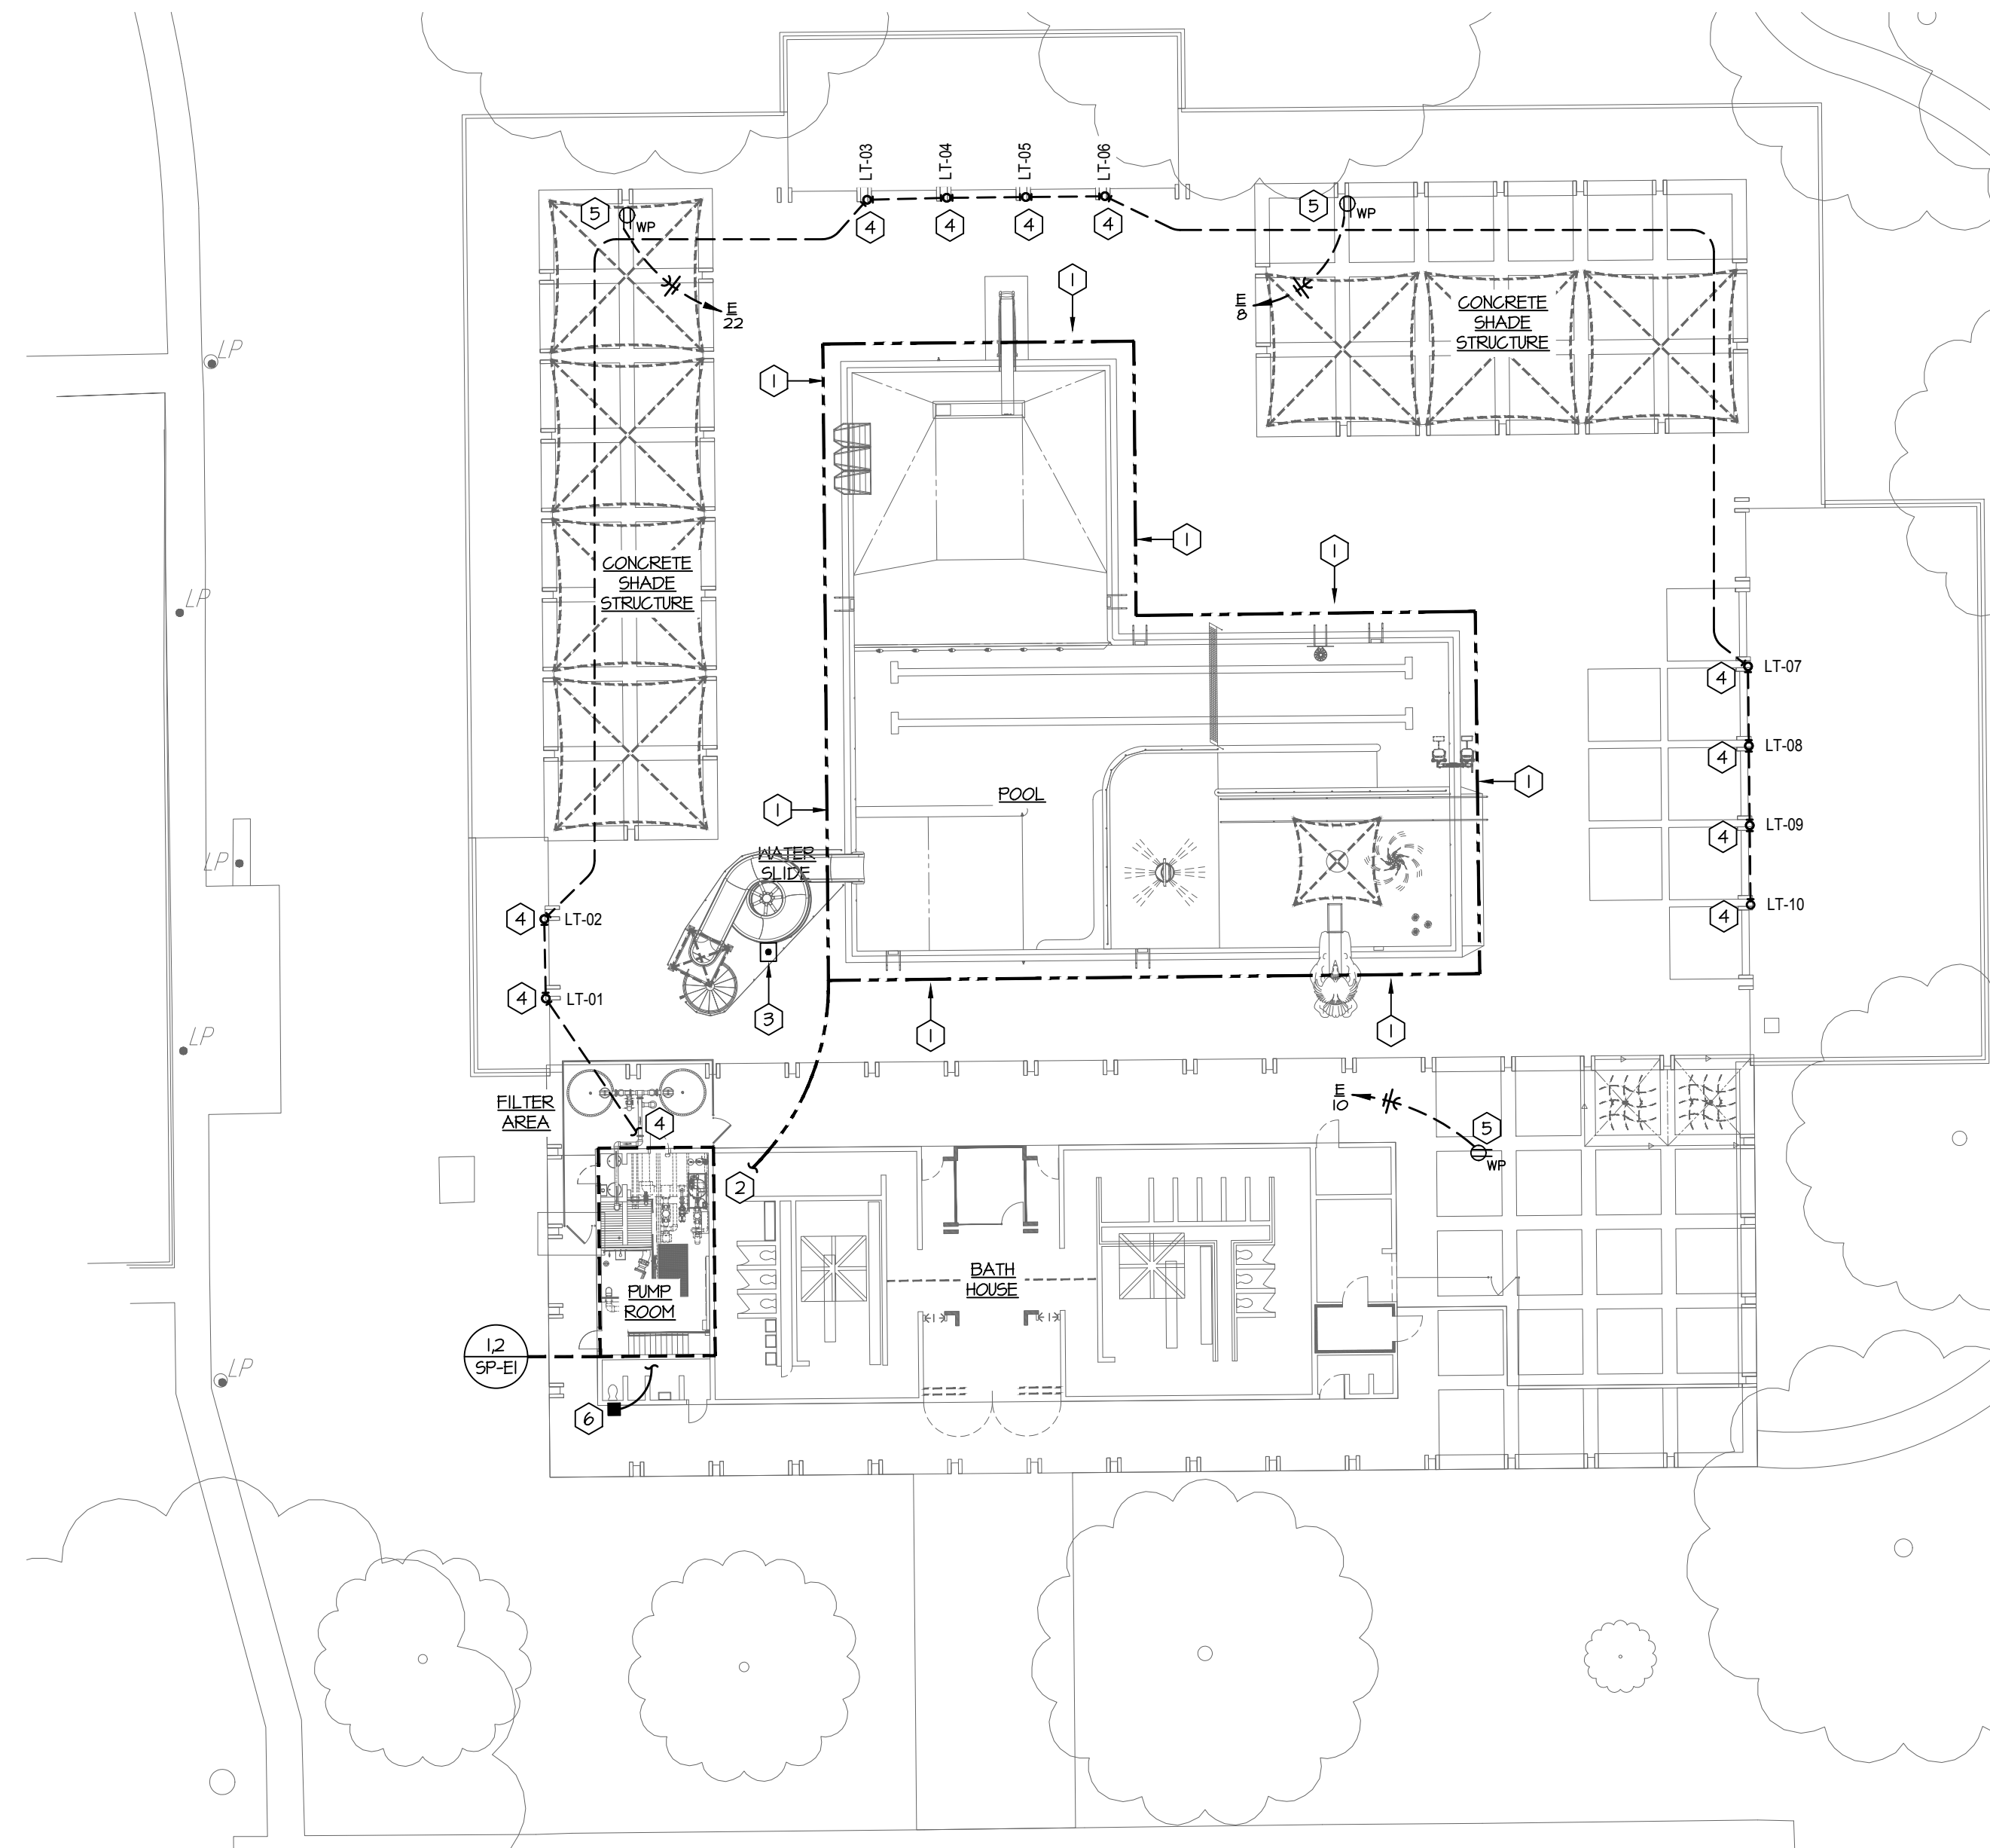 LT-03
LT-04
LT-05
LT-06
5
WP
4
4
4
4
5
WP
E
22
E
8
1
CONCRETE
SHADE
STRUCTURE
LP
1
1
1
CONCRETE
SHADE
STRUCTURE
LP
4
LT-07
4
LT-08
1
1
POOL
4
LT-09
LP
WATER
SLIDE
4
LT-02
4
LT-10
4
LT-01
3
1
1
LP
FILTER
AREA
4
E
10
5
WP
2
BATH
HOUSE
PUMP
ROOM
1,2
SP-E1
LP
6